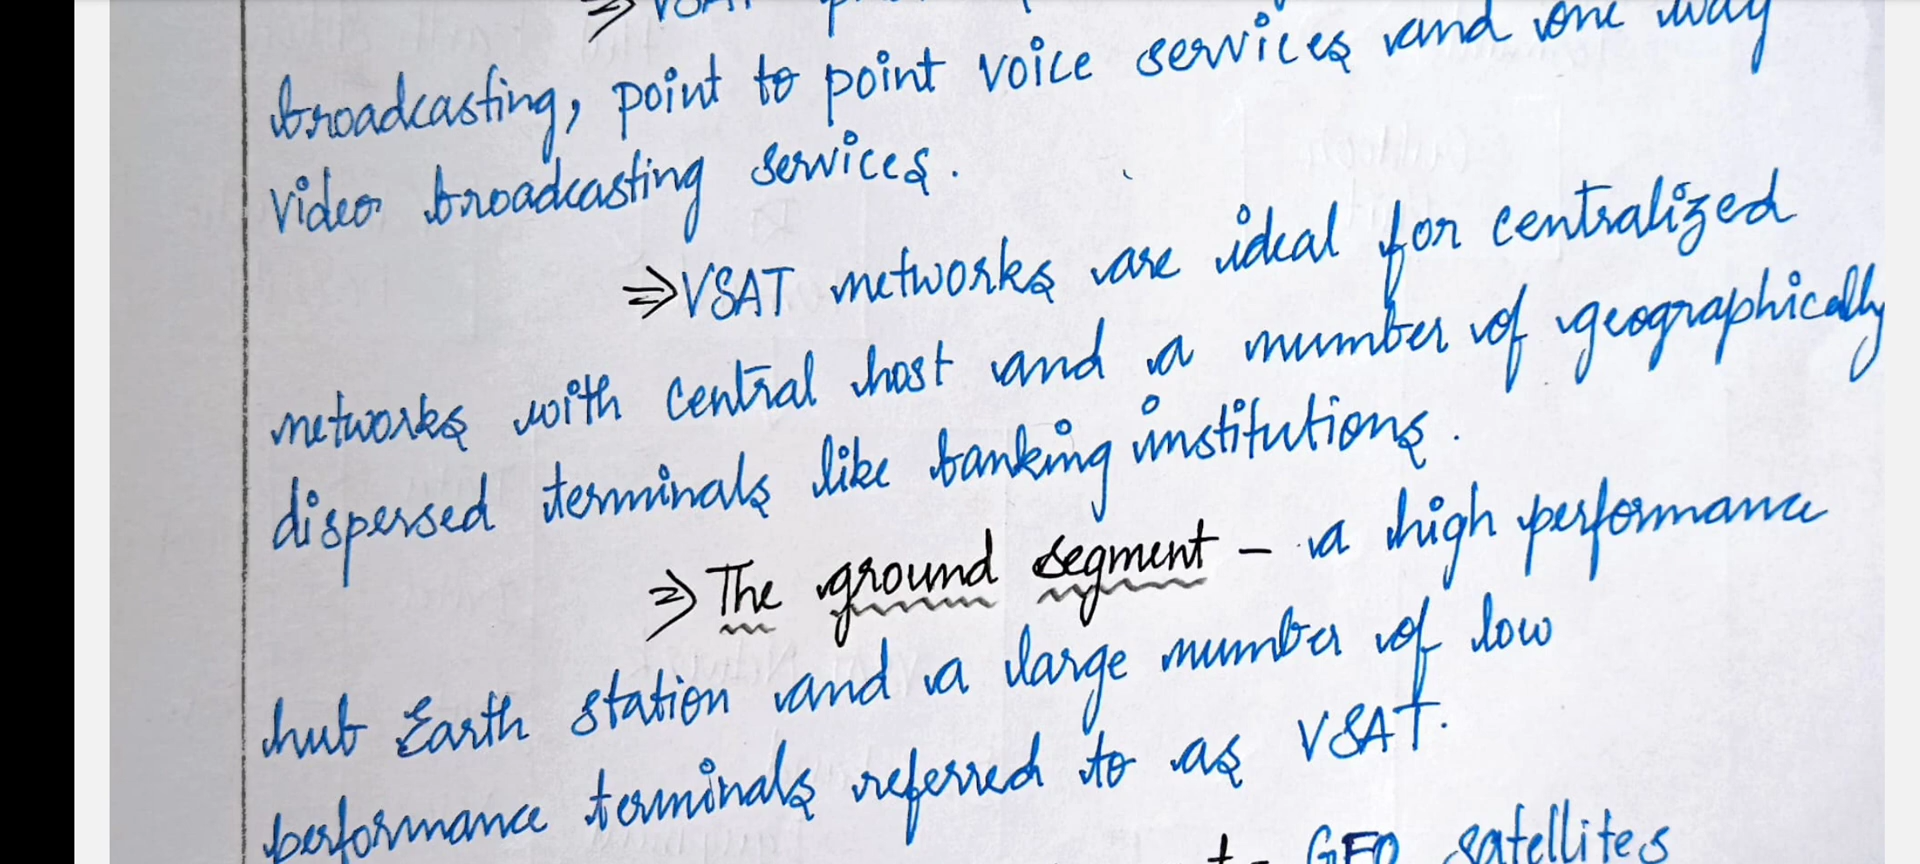 ⇒ VSAT
broadcasting, point to point voice services and one way
video broadcasting services.
⇒ VSAT networks are ideal for centralized
networks with central host and a number of geographically
dispersed terminals like banking institutions.
⇒ The ground segment - a high performance
hub Earth station and a large number of low
performance terminals referred to as VSAT.
GEO satellites